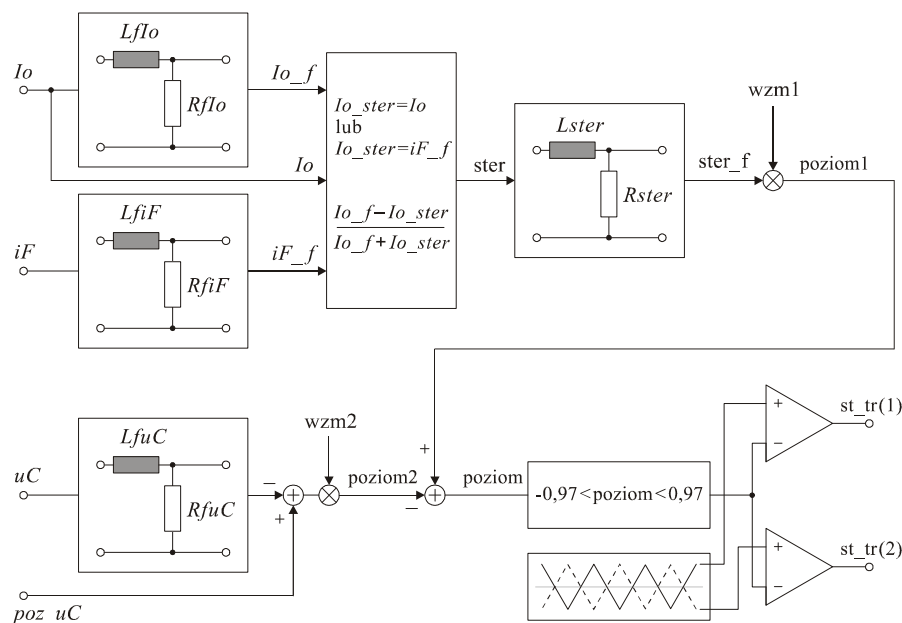 LfIo
Io
RfIo
Io_f
Io
LfiF
iF
RfiF
iF_f
Io_ster=Io
lub
Io_ster=iF_f
Io_f−Io_ster
Io_f+Io_ster
ster
Lster
Rster
ster_f
wzm1
poziom1
LfuC
uC
RfuC
−
+
poz_uC
wzm2
poziom2
+
−
poziom
-0,97<poziom<0,97
+
−
st_tr(1)
+
−
st_tr(2)